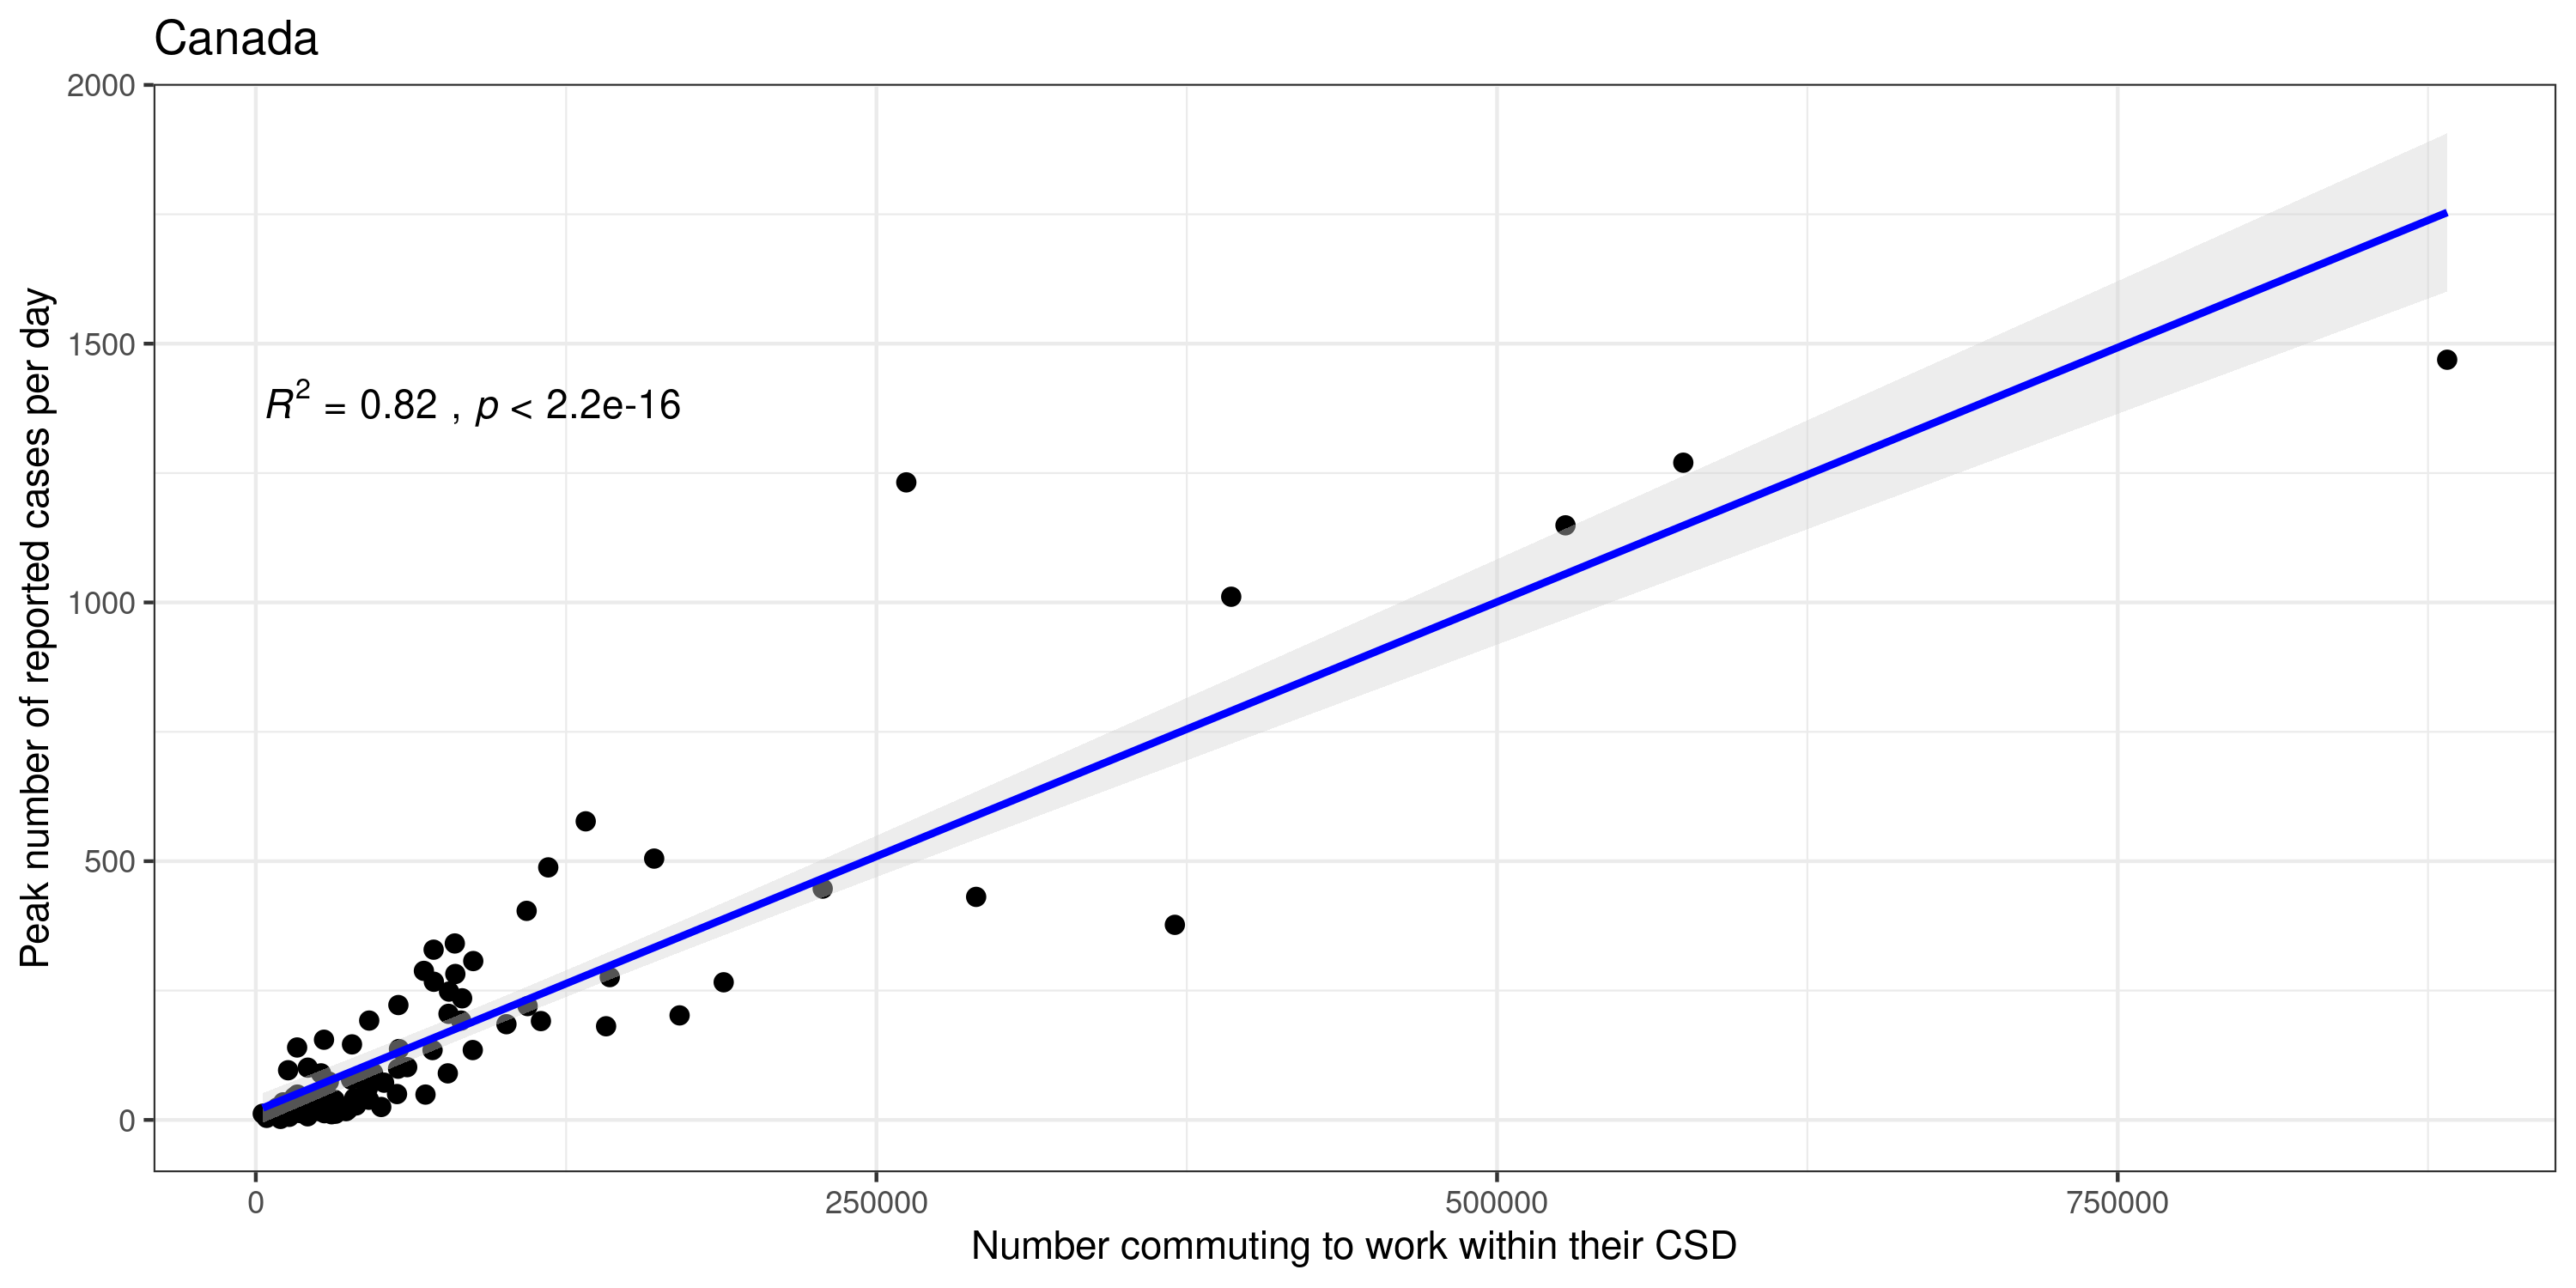 Canada
2000
1500
1000
500
0
Peak number of reported cases per day
R² = 0.82 , p < 2.2e-16
0 250000 500000 750000
Number commuting to work within their CSD